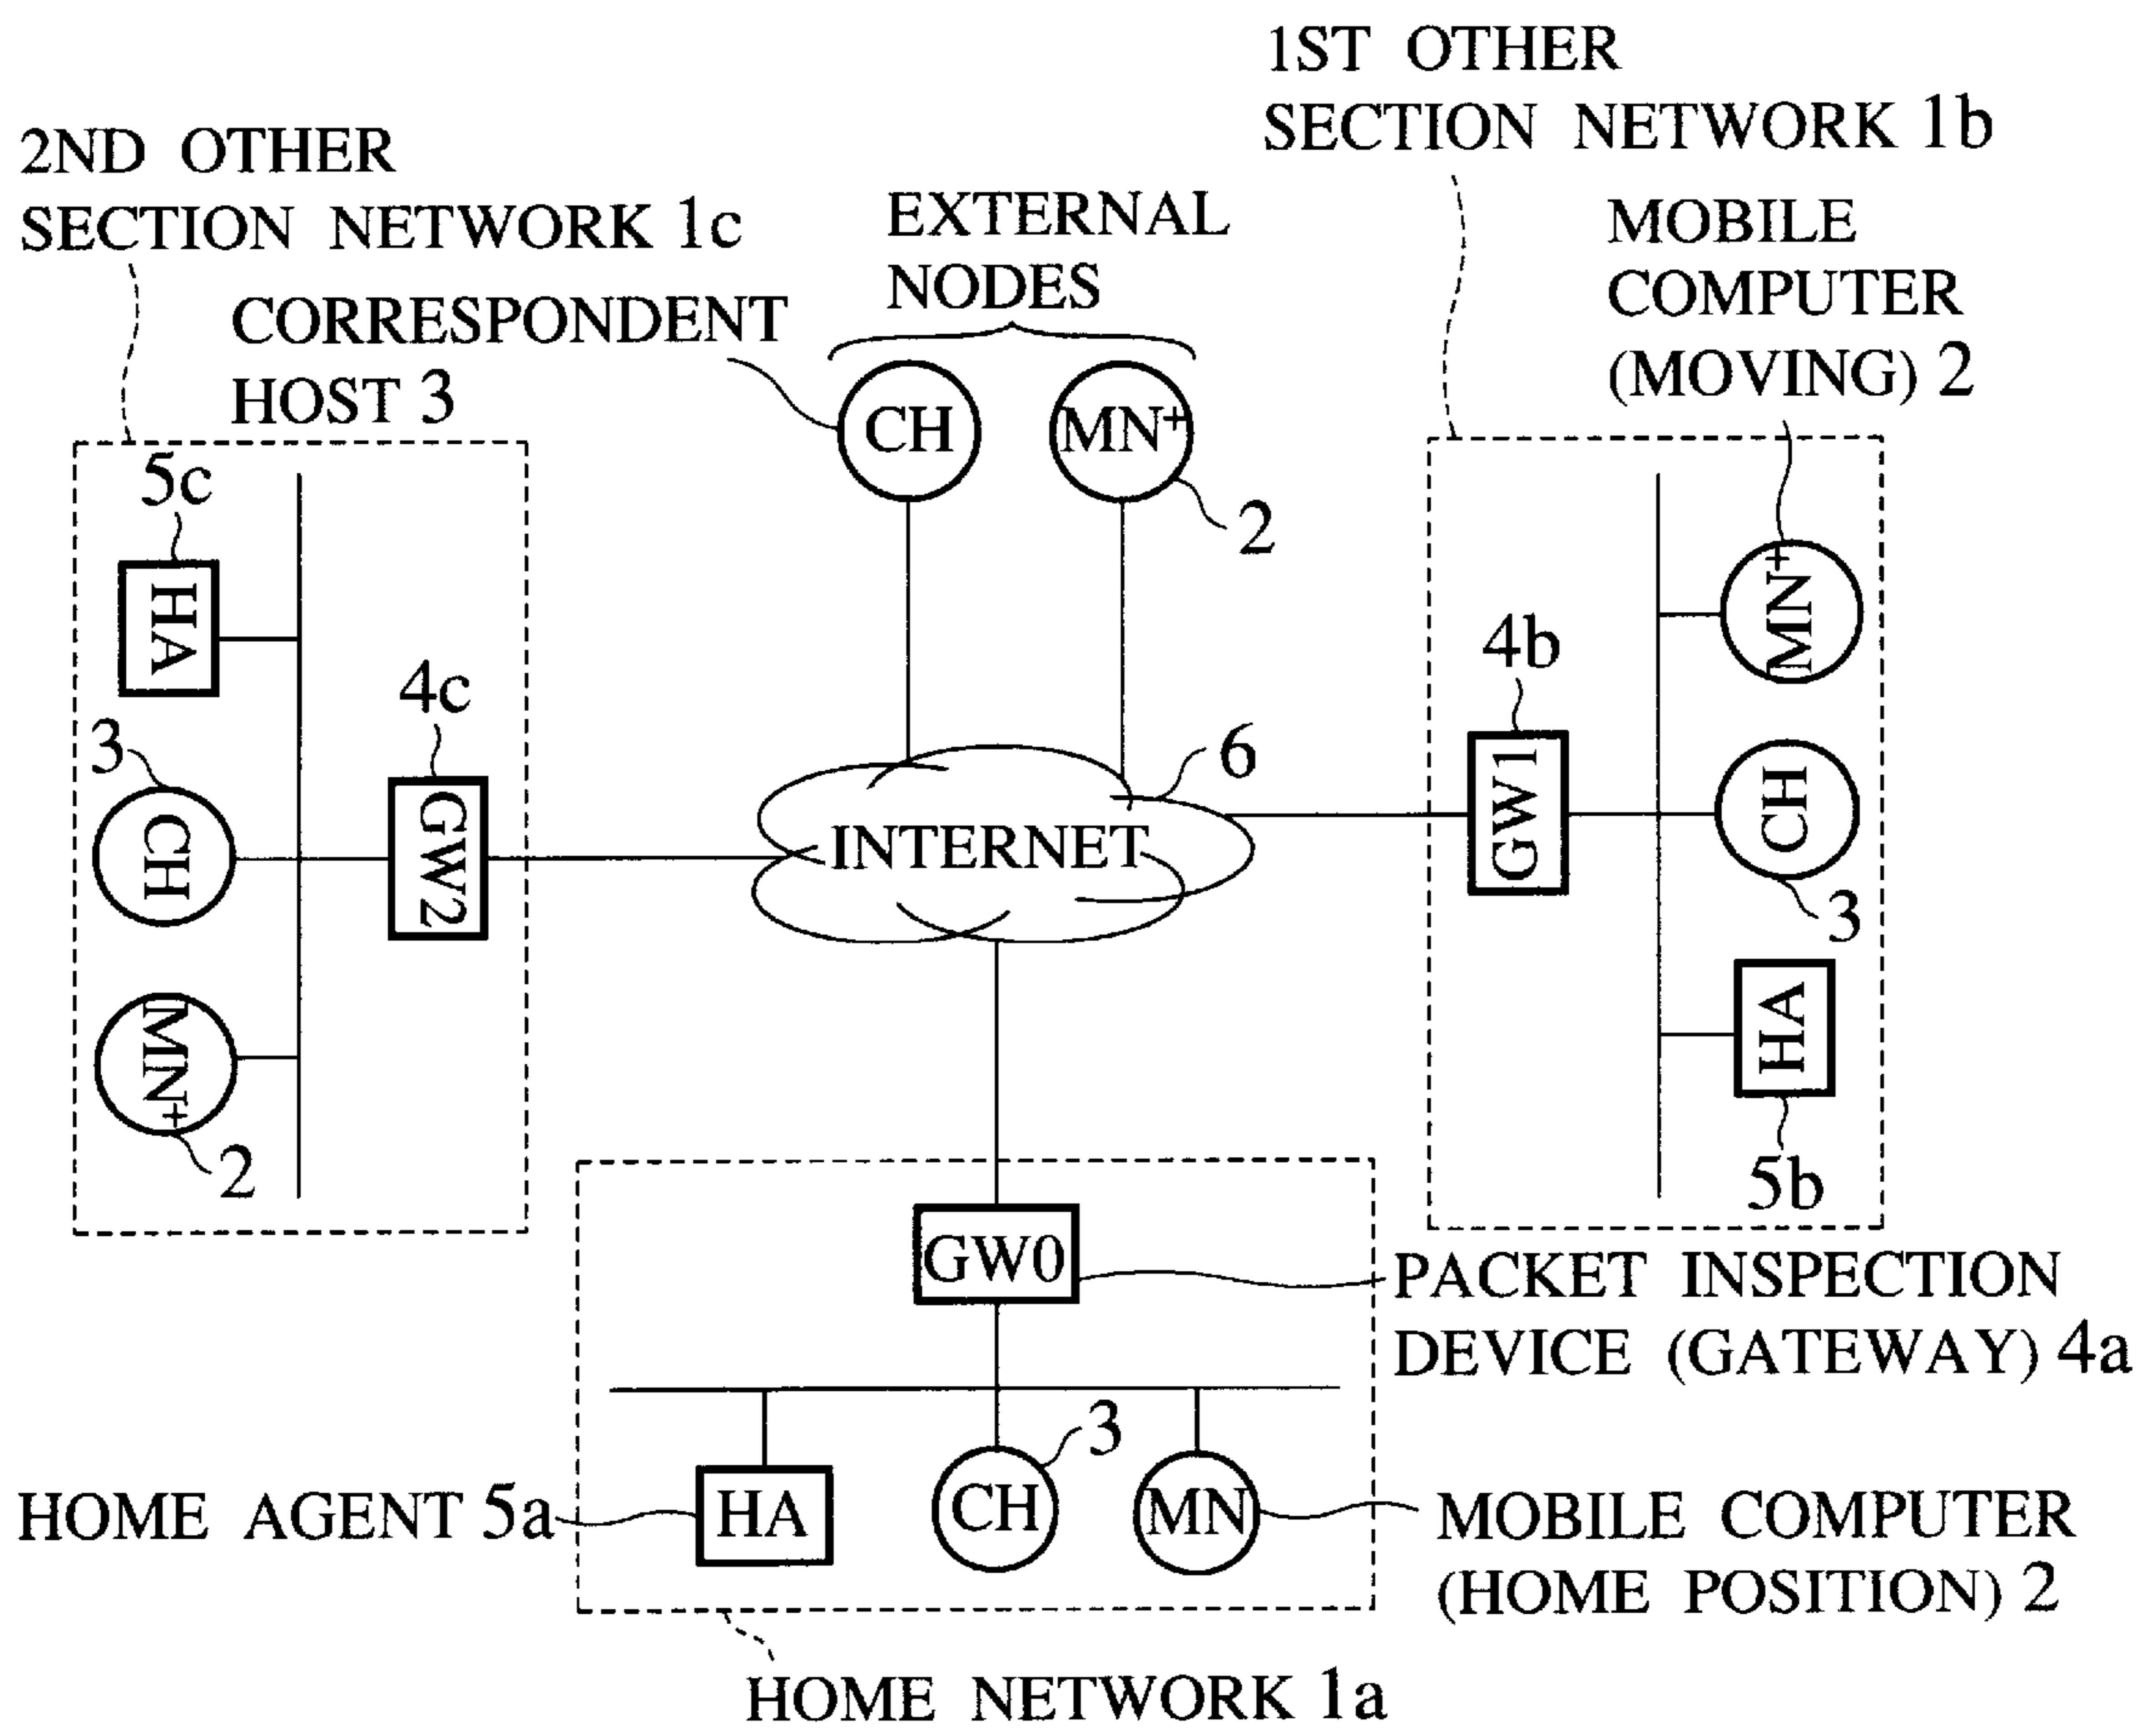 1ST OTHER
SECTION NETWORK 1b
2ND OTHER
SECTION NETWORK 1c
EXTERNAL
NODES
MOBILE
COMPUTER
(MOVING) 2
CORRESPONDENT
HOST 3
CH
MN+
2
5c
HA
4c
3
CH
GW2
MN+
2
6
INTERNET
4b
GW1
MN+
CH
3
HA
5b
GW0
PACKET INSPECTION
DEVICE (GATEWAY) 4a
3
HOME AGENT 5a
HA
CH
MN
MOBILE COMPUTER
(HOME POSITION) 2
HOME NETWORK 1a